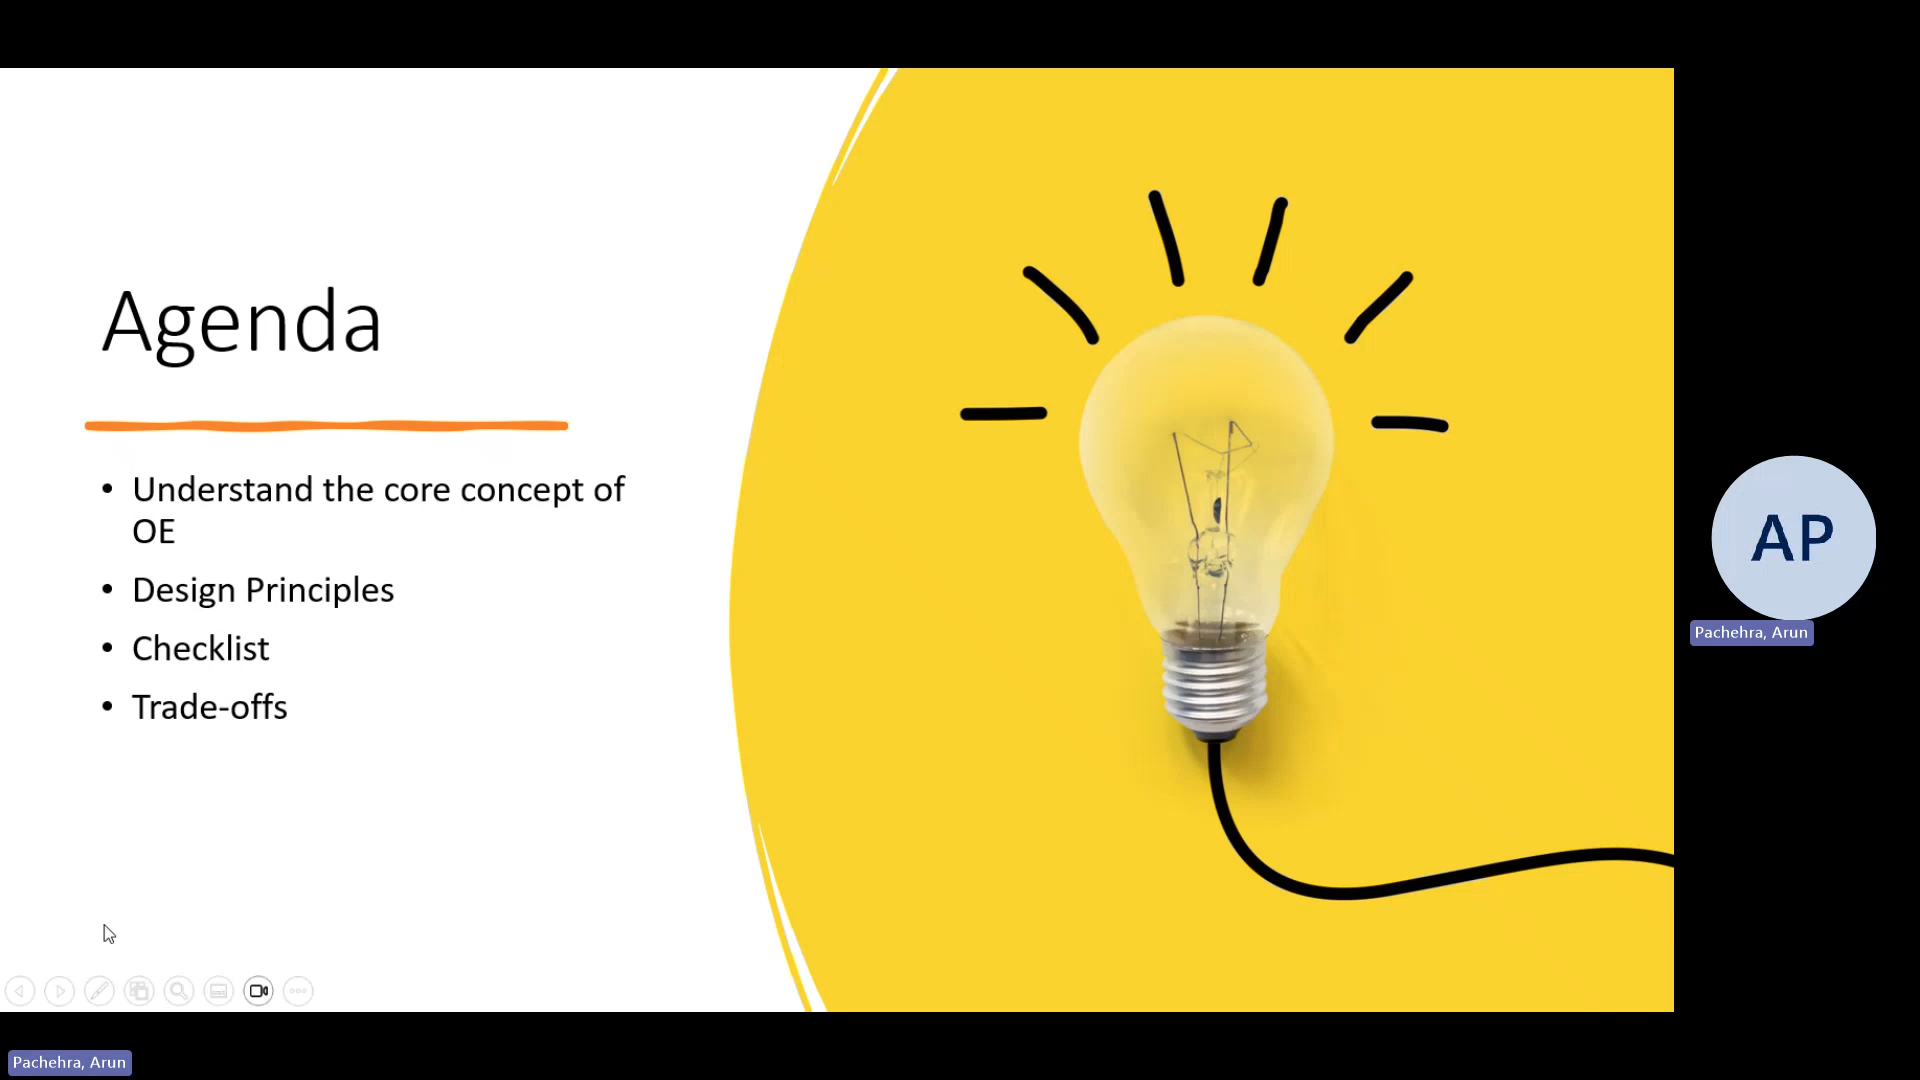 Agenda
• Understand the core concept of
OE
• Design Principles
• Checklist
• Trade-offs
AP
Pachehra, Arun
Pachehra, Arun